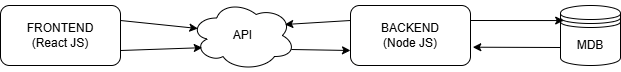 FRONTEND
(React JS)
API
BACKEND
(Node JS)
MDB